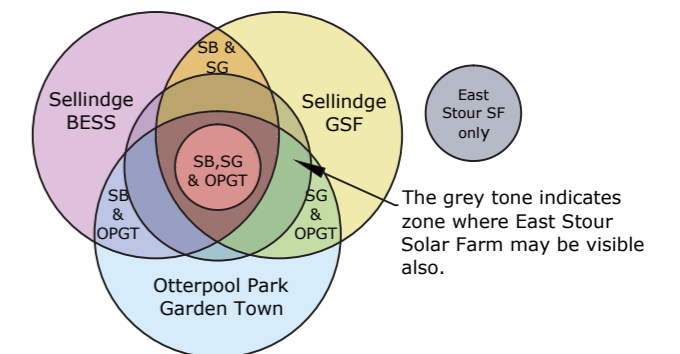 SB &
SG
Sellindge
BESS
Sellindge
GSF
East
Stour SF
only
SB,SG
& OPGT
SB
&
OPGT
SG
&
OPGT
The grey tone indicates
zone where East Stour
Solar Farm may be visible
also.
Otterpool Park
Garden Town